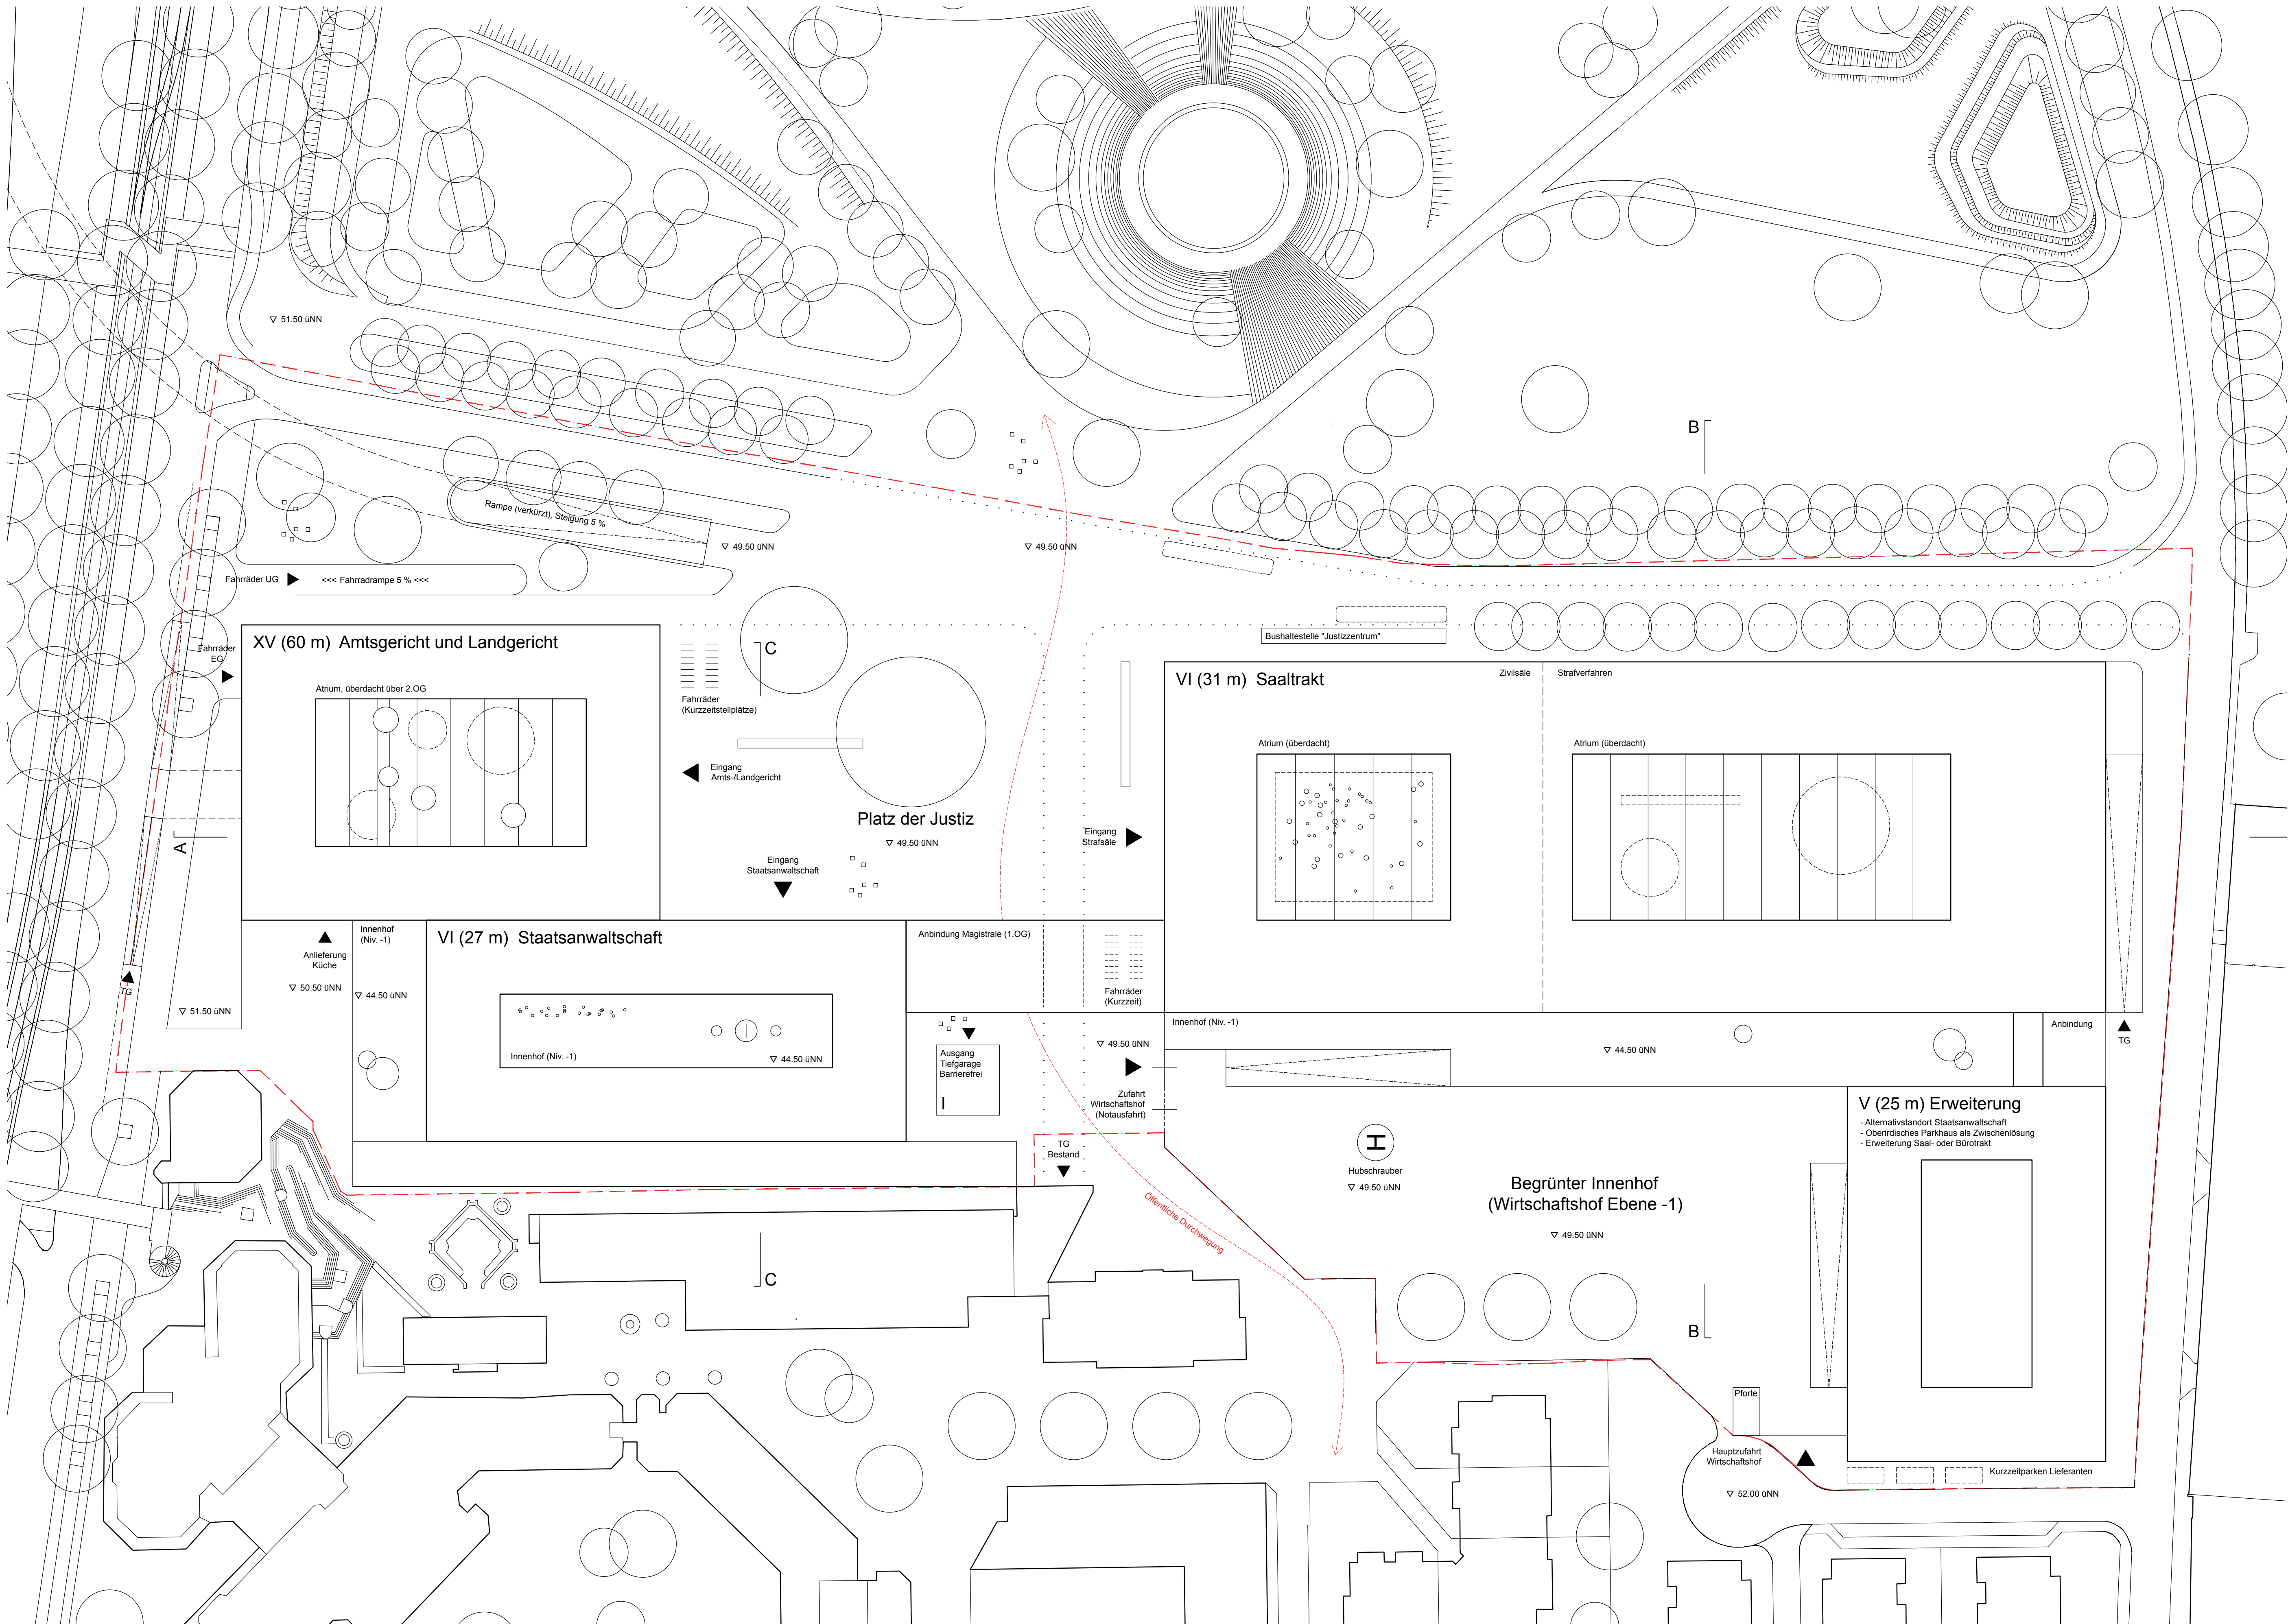 ▽ 51.50 üNN
B
Rampe (verkürzt), Steigung 5 %
▽ 49.50 üNN
▽ 49.50 üNN
Fahrräder UG
<<< Fahrradrampe 5 % <<<
Bushaltestelle "Justizzentrum"
XV (60 m) Amtsgericht und Landgericht
Fahrräder
EG
C
Atrium, überdacht über 2.OG
Fahrräder
(Kurzzeitstellplätze)
VI (31 m) Saaltrakt
Zivilsäle
Strafverfahren
Atrium (überdacht)
Atrium (überdacht)
Eingang
Amts-/Landgericht
Platz der Justiz
▽ 49.50 üNN
Eingang
Strafsäle
A
Eingang
Staatsanwaltschaft
Anlieferung
Küche
▽ 50.50 üNN
Innenhof
(Niv. -1)
▽ 44.50 üNN
VI (27 m) Staatsanwaltschaft
Anbindung Magistrale (1.OG)
Fahrräder
(Kurzzeit)
TG
▽ 51.50 üNN
Innenhof (Niv. -1)
▽ 44.50 üNN
Ausgang
Tiefgarage
Barrierefrei
▽ 49.50 üNN
Innenhof (Niv. -1)
▽ 44.50 üNN
Anbindung
TG
Zufahrt
Wirtschaftshof
(Notausfahrt)
TG
Bestand
V (25 m) Erweiterung
- Alternativstandort Staatsanwaltschaft
- Oberirdisches Parkhaus als Zwischenlösung
- Erweiterung Saal- oder Bürotrakt
H
Hubschrauber
▽ 49.50 üNN
Begrünter Innenhof
(Wirtschaftshof Ebene -1)
▽ 49.50 üNN
Öffentliche Durchwegung
C
B
Pforte
Hauptzufahrt
Wirtschaftshof
Kurzzeitparken Lieferanten
▽ 52.00 üNN